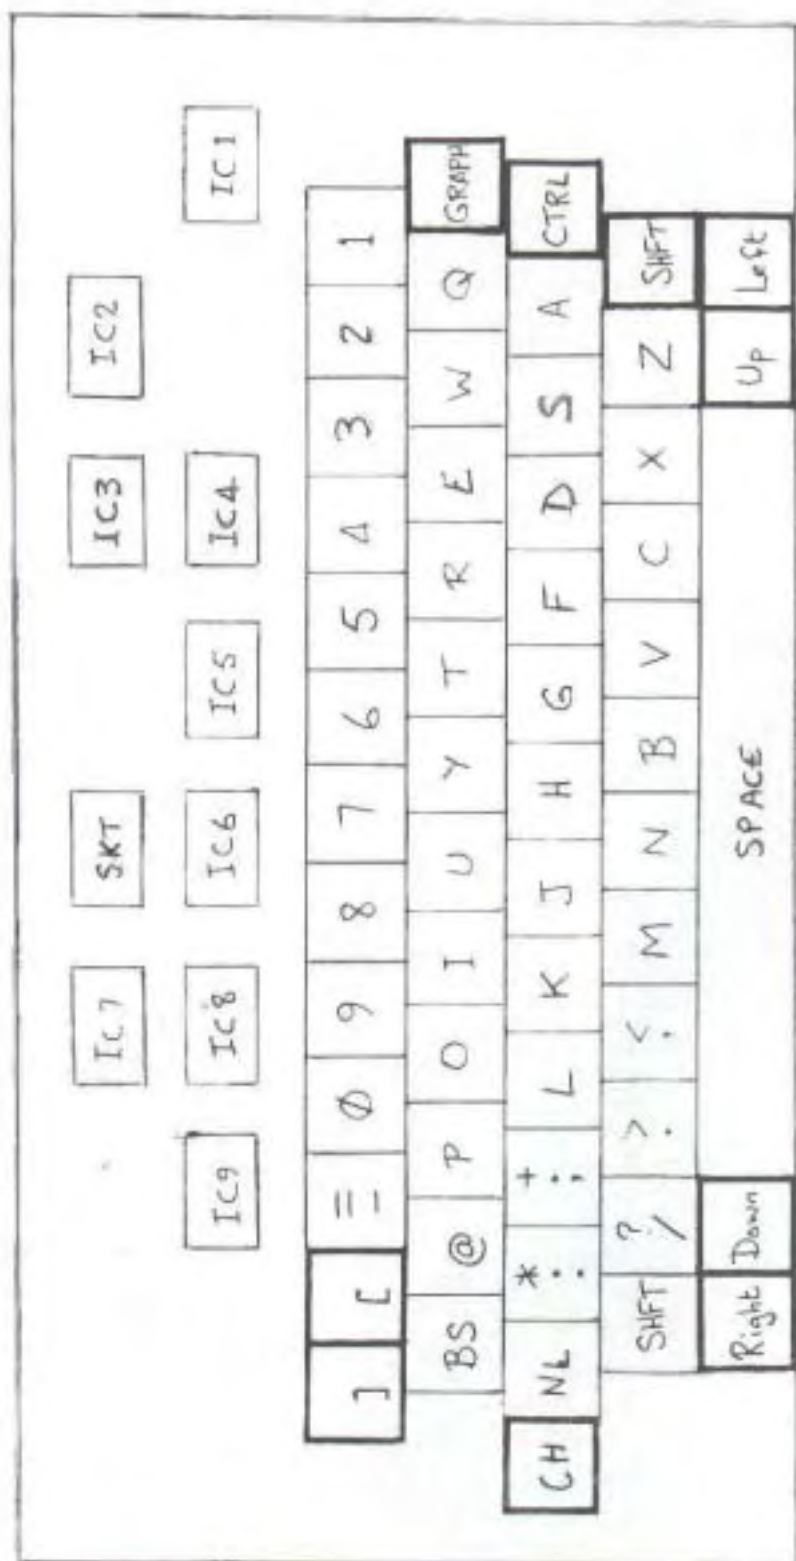 IC7 SKT IC3 IC2
IC9 IC8 IC6 IC5 IC4 IC1
] [ = - Ø 9 8 7 6 5 4 3 2 1
BS @ P O I U Y T R E W Q GRAPH
CH NL * : + ; L K J H G F D S A CTRL
SHFT ? / > . < , M N B V C X Z SHFT
Right Down SPACE Up Left